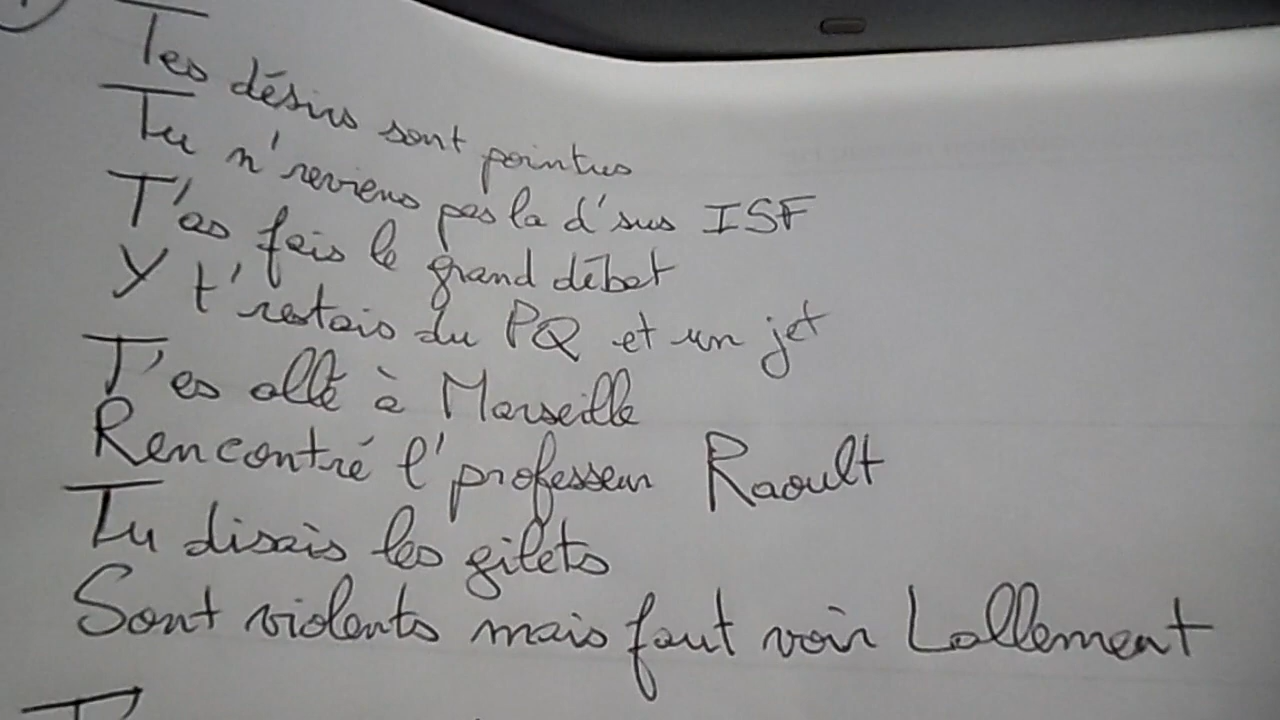 Tes désirs sont pointus
Tu n'reviens pas la d'sus ISF
T'as fais le grand débat
Y t'restais du PQ et un jet
T'es allé à Marseille
Rencontré l'professeur Raoult
Tu disais les gilets
Sont violents mais faut voir Lallement